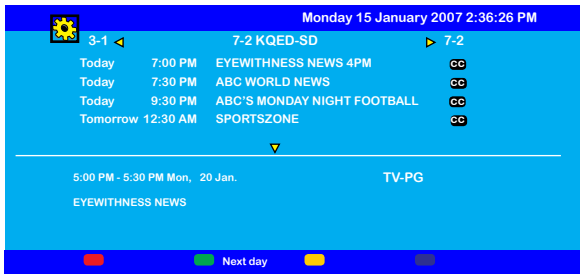 Monday 15 January 2007 2:36:26 PM
3-1 7-2 KQED-SD 7-2
Today 7:00 PM EYEWITHNESS NEWS 4PM CC
Today 7:30 PM ABC WORLD NEWS CC
Today 9:30 PM ABC'S MONDAY NIGHT FOOTBALL CC
Tomorrow 12:30 AM SPORTSZONE CC
5:00 PM - 5:30 PM Mon, 20 Jan. TV-PG
EYEWITHNESS NEWS
Next day